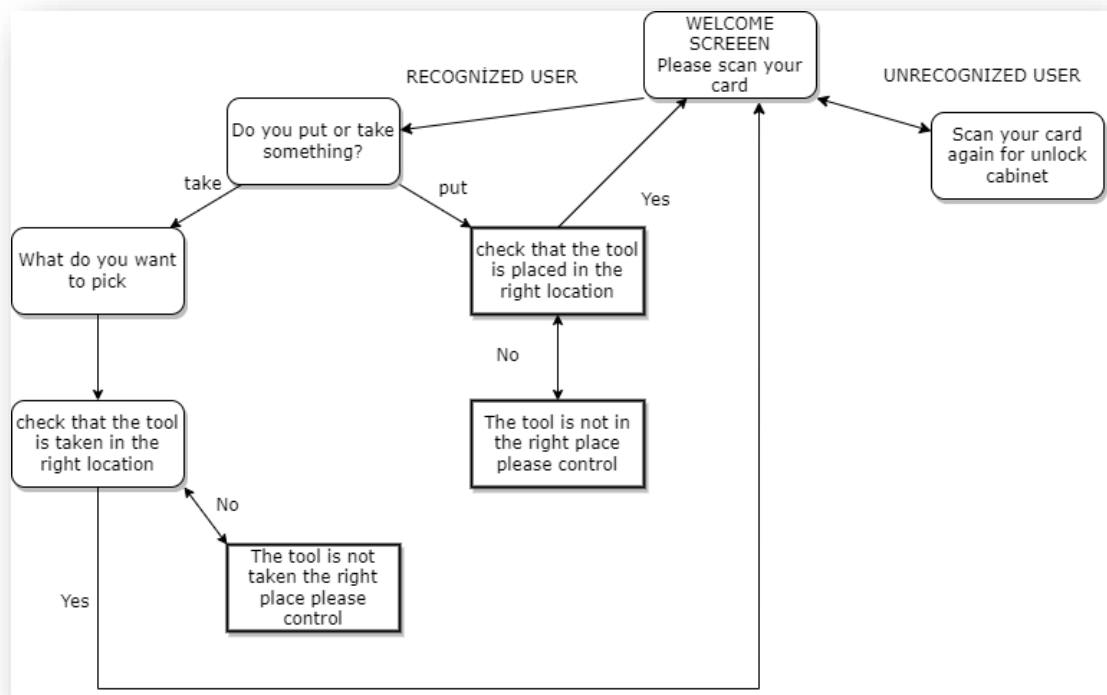 WELCOME
SCREEEN
Please scan your
card
RECOGNİZED USER
UNRECOGNIZED USER
Do you put or take
something?
Scan your card
again for unlock
cabinet
take
put
Yes
What do you want
to pick
check that the tool
is placed in the
right location
No
check that the tool
is taken in the
right location
The tool is not in
the right place
please control
No
The tool is not
taken the right
place please
control
Yes